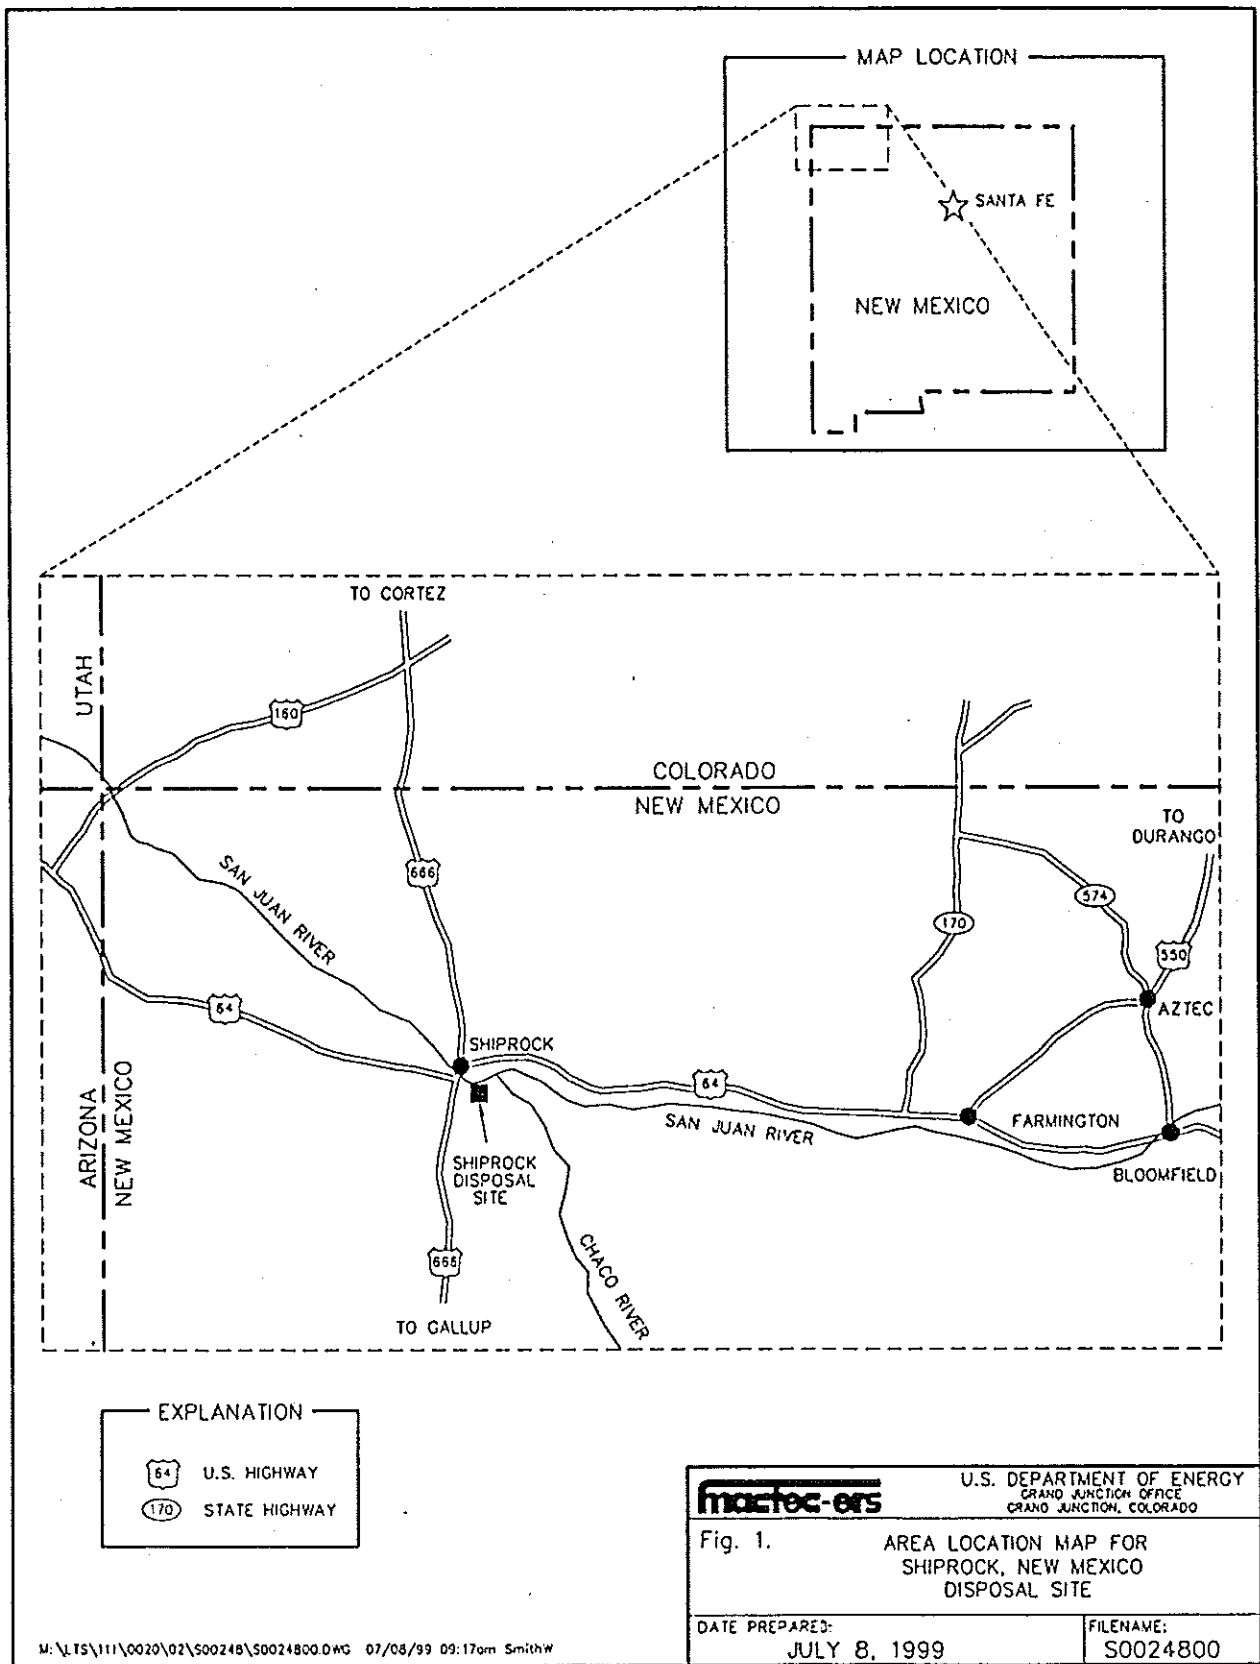 MAP LOCATION
SANTA FE
NEW MEXICO
TO CORTEZ
UTAH
160
COLORADO
NEW MEXICO
TO
DURANGO
SAN JUAN RIVER
666
574
170
550
AZTEC
64
SHIPROCK
64
ARIZONA
NEW MEXICO
SAN JUAN RIVER
FARMINGTON
BLOOMFIELD
SHIPROCK
DISPOSAL
SITE
666
CHACO RIVER
TO GALLUP
EXPLANATION
64 U.S. HIGHWAY
170 STATE HIGHWAY
mactec-ers
U.S. DEPARTMENT OF ENERGY
GRAND JUNCTION OFFICE
GRAND JUNCTION, COLORADO
Fig. 1.
AREA LOCATION MAP FOR
SHIPROCK, NEW MEXICO
DISPOSAL SITE
DATE PREPARED:
JULY 8, 1999
FILENAME:
S0024800
M:\LTS\111\0020\02\S00248\S0024800.DWG 07/08/99 09:17am SmithW